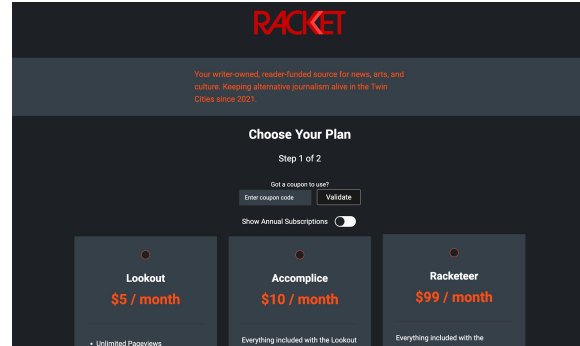 RACKET
Your writer-owned, reader-funded source for news, arts, and
culture. Keeping alternative journalism alive in the Twin
Cities since 2021.
Choose Your Plan
Step 1 of 2
Got a coupon to use?
Enter coupon code
Validate
Show Annual Subscriptions
Lookout
$5 / month
• Unlimited Pageviews
Accomplice
$10 / month
Everything included with the Lookout
Racketeer
$99 / month
Everything included with the